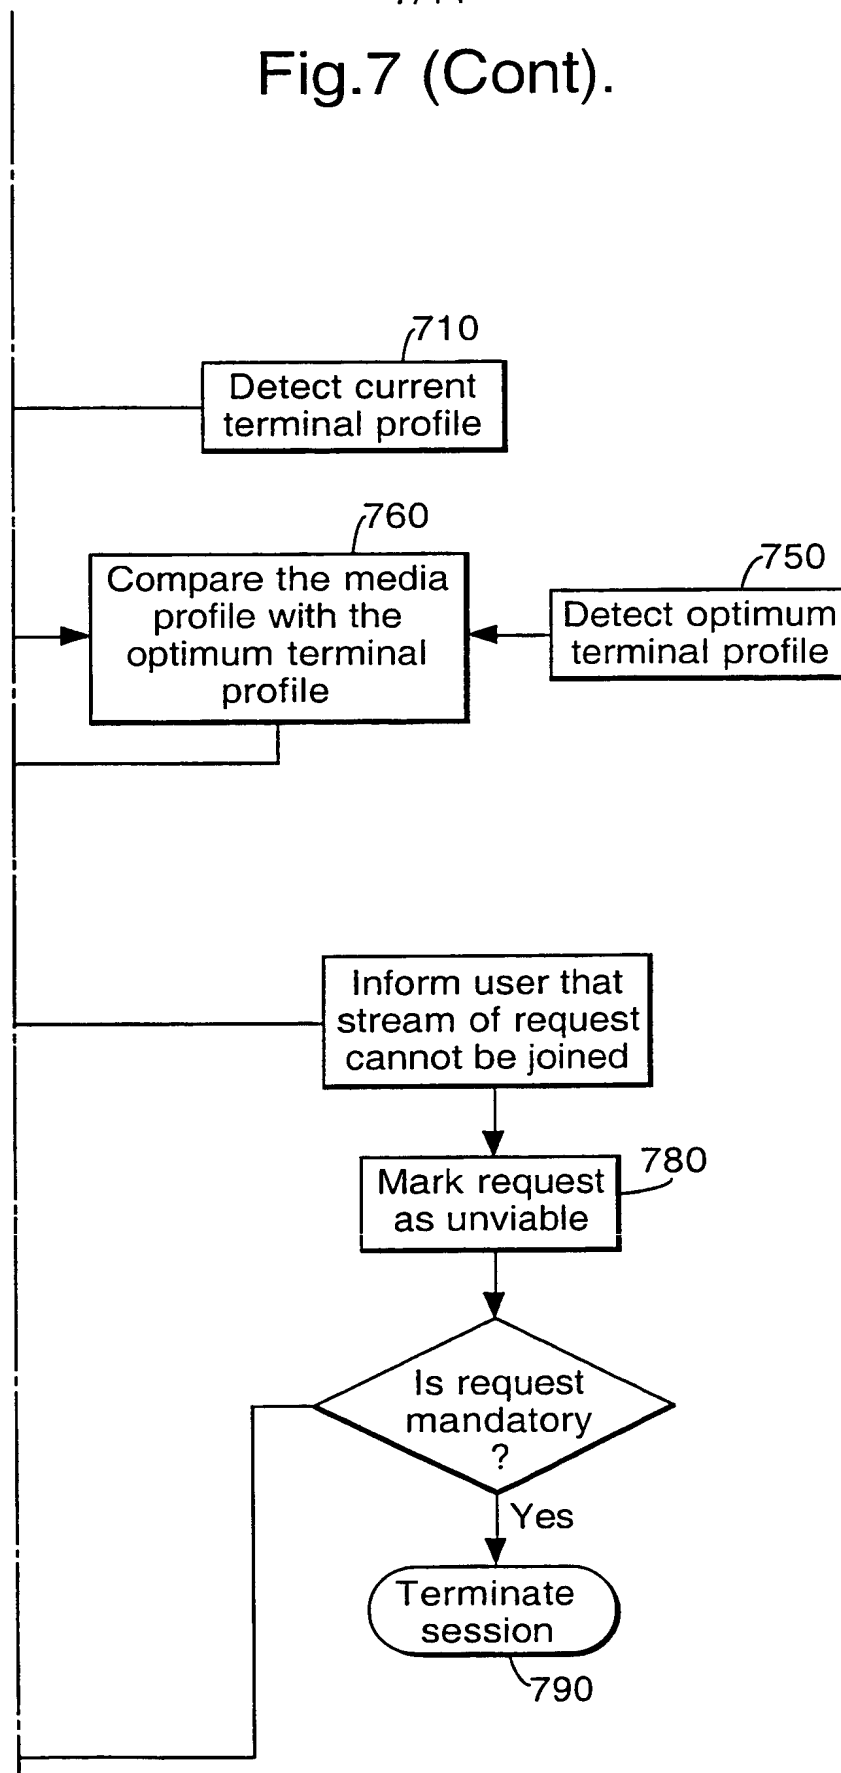 Fig.7 (Cont).
710
Detect current
terminal profile
760
Compare the media
profile with the
optimum terminal
profile
750
Detect optimum
terminal profile
Inform user that
stream of request
cannot be joined
780
Mark request
as unviable
Is request
mandatory
?
Yes
Terminate
session
790